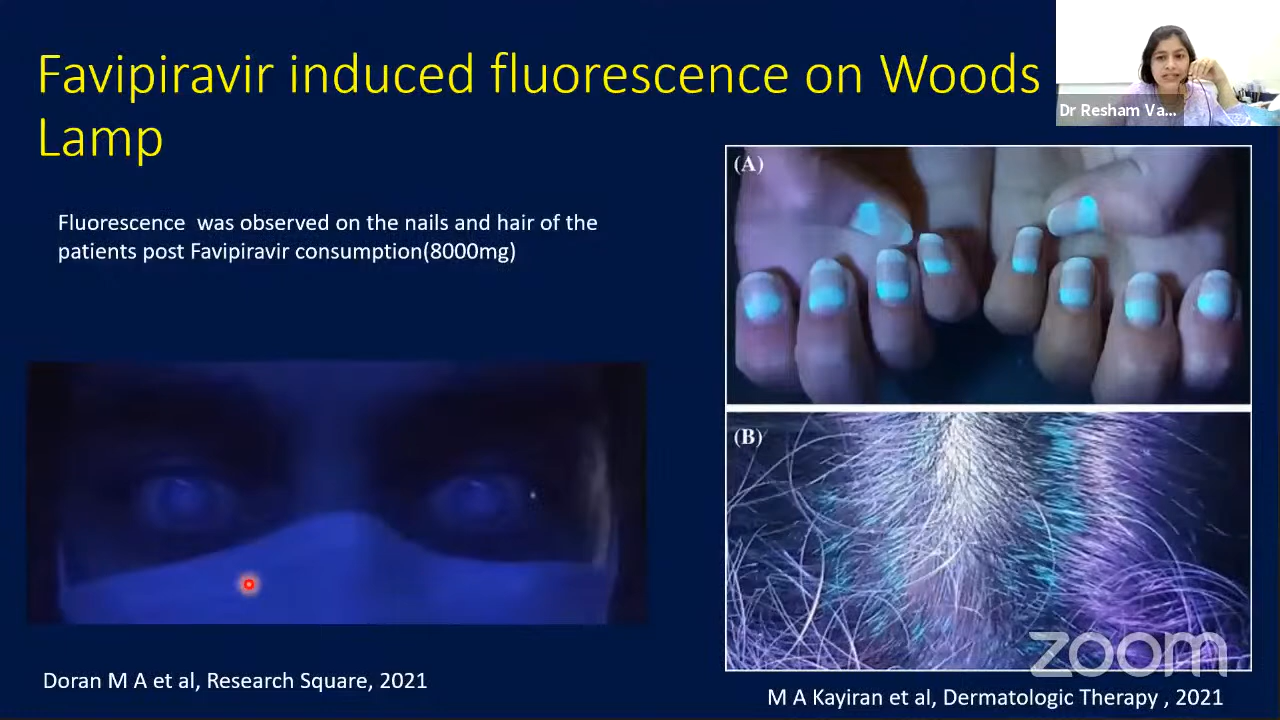 Favipiravir induced fluorescence on Woods
Lamp
Dr Resham Va...
Fluorescence was observed on the nails and hair of the
patients post Favipiravir consumption(8000mg)
(A)
(B)
zoom
Doran M A et al, Research Square, 2021
M A Kayiran et al, Dermatologic Therapy , 2021